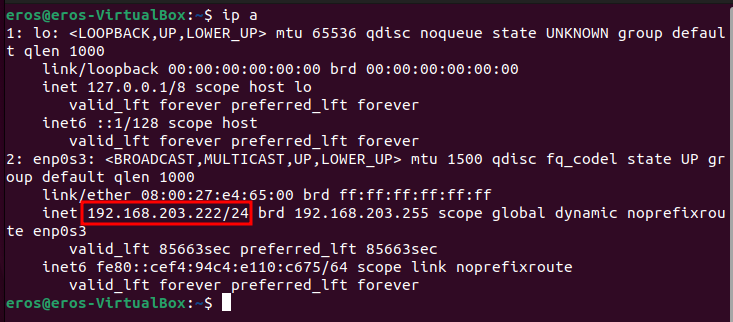 eros@eros-VirtualBox:~$ ip a
1: lo: <LOOPBACK,UP,LOWER_UP> mtu 65536 qdisc noqueue state UNKNOWN group defaul
t qlen 1000
    link/loopback 00:00:00:00:00:00 brd 00:00:00:00:00:00
    inet 127.0.0.1/8 scope host lo
       valid_lft forever preferred_lft forever
    inet6 ::1/128 scope host
       valid_lft forever preferred_lft forever
2: enp0s3: <BROADCAST,MULTICAST,UP,LOWER_UP> mtu 1500 qdisc fq_codel state UP gr
oup default qlen 1000
    link/ether 08:00:27:e4:65:00 brd ff:ff:ff:ff:ff:ff
    inet 192.168.203.222/24 brd 192.168.203.255 scope global dynamic noprefixrou
te enp0s3
       valid_lft 85663sec preferred_lft 85663sec
    inet6 fe80::cef4:94c4:e110:c675/64 scope link noprefixroute
       valid_lft forever preferred_lft forever
eros@eros-VirtualBox:~$